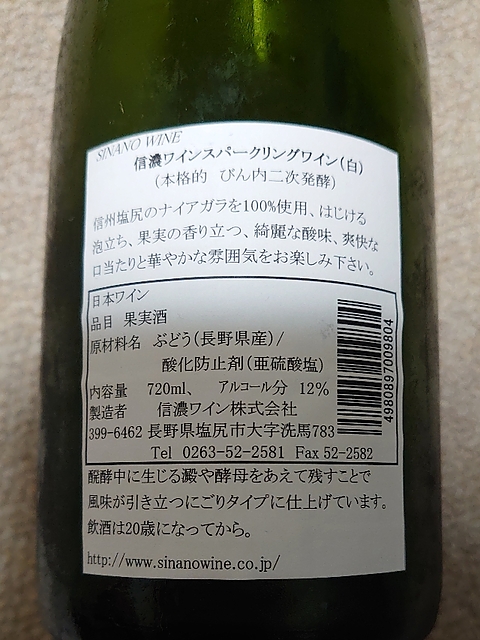 SINANO WINE
信濃ワインスパークリングワイン(白)
(本格的 びん内二次発酵)
信州塩尻のナイアガラを100%使用、はじける
泡立ち、果実の香り立つ、綺麗な酸味、爽快な
口当たりと華やかな雰囲気をお楽しみ下さい。
日本ワイン
品目 果実酒
原材料名 ぶどう(長野県産)/
酸化防止剤(亜硫酸塩)
内容量 720ml、 アルコール分 12%
製造者 信濃ワイン株式会社
399-6462 長野県塩尻市大字洗馬783
Tel 0263-52-2581 Fax 52-2582
4980897009804
醗酵中に生じる澱や酵母をあえて残すことで
風味が引き立つにごりタイプに仕上げています。
飲酒は20歳になってから。
http://www.sinanowine.co.jp/